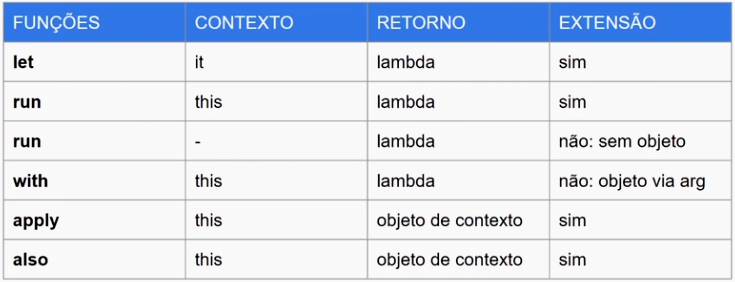 FUNÇÕES CONTEXTO RETORNO EXTENSÃO
let it lambda sim
run this lambda sim
run - lambda não: sem objeto
with this lambda não: objeto via arg
apply this objeto de contexto sim
also this objeto de contexto sim